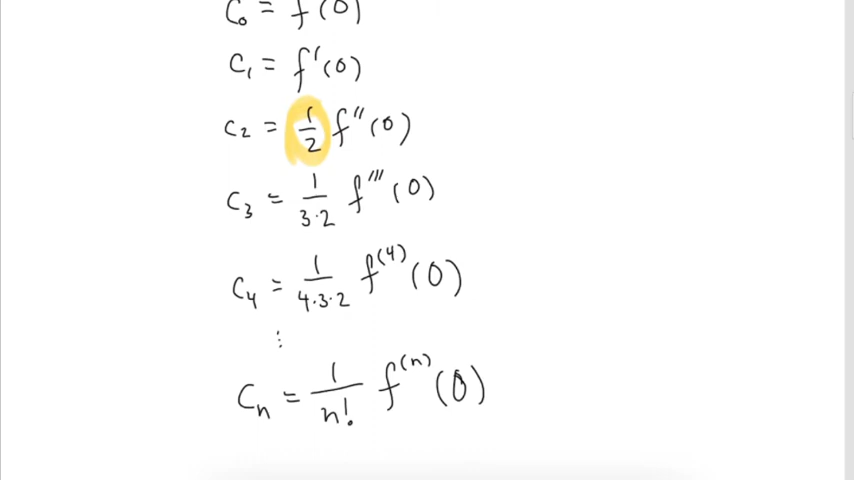 C₀ = f(0)
C₁ = f'(0)
C₂ = 1/2 f''(0)
C₃ = 1/(3·2) f'''(0)
C₄ = 1/(4·3·2) f⁽⁴⁾(0)
⋮
Cₙ = 1/n! f⁽ⁿ⁾(0)